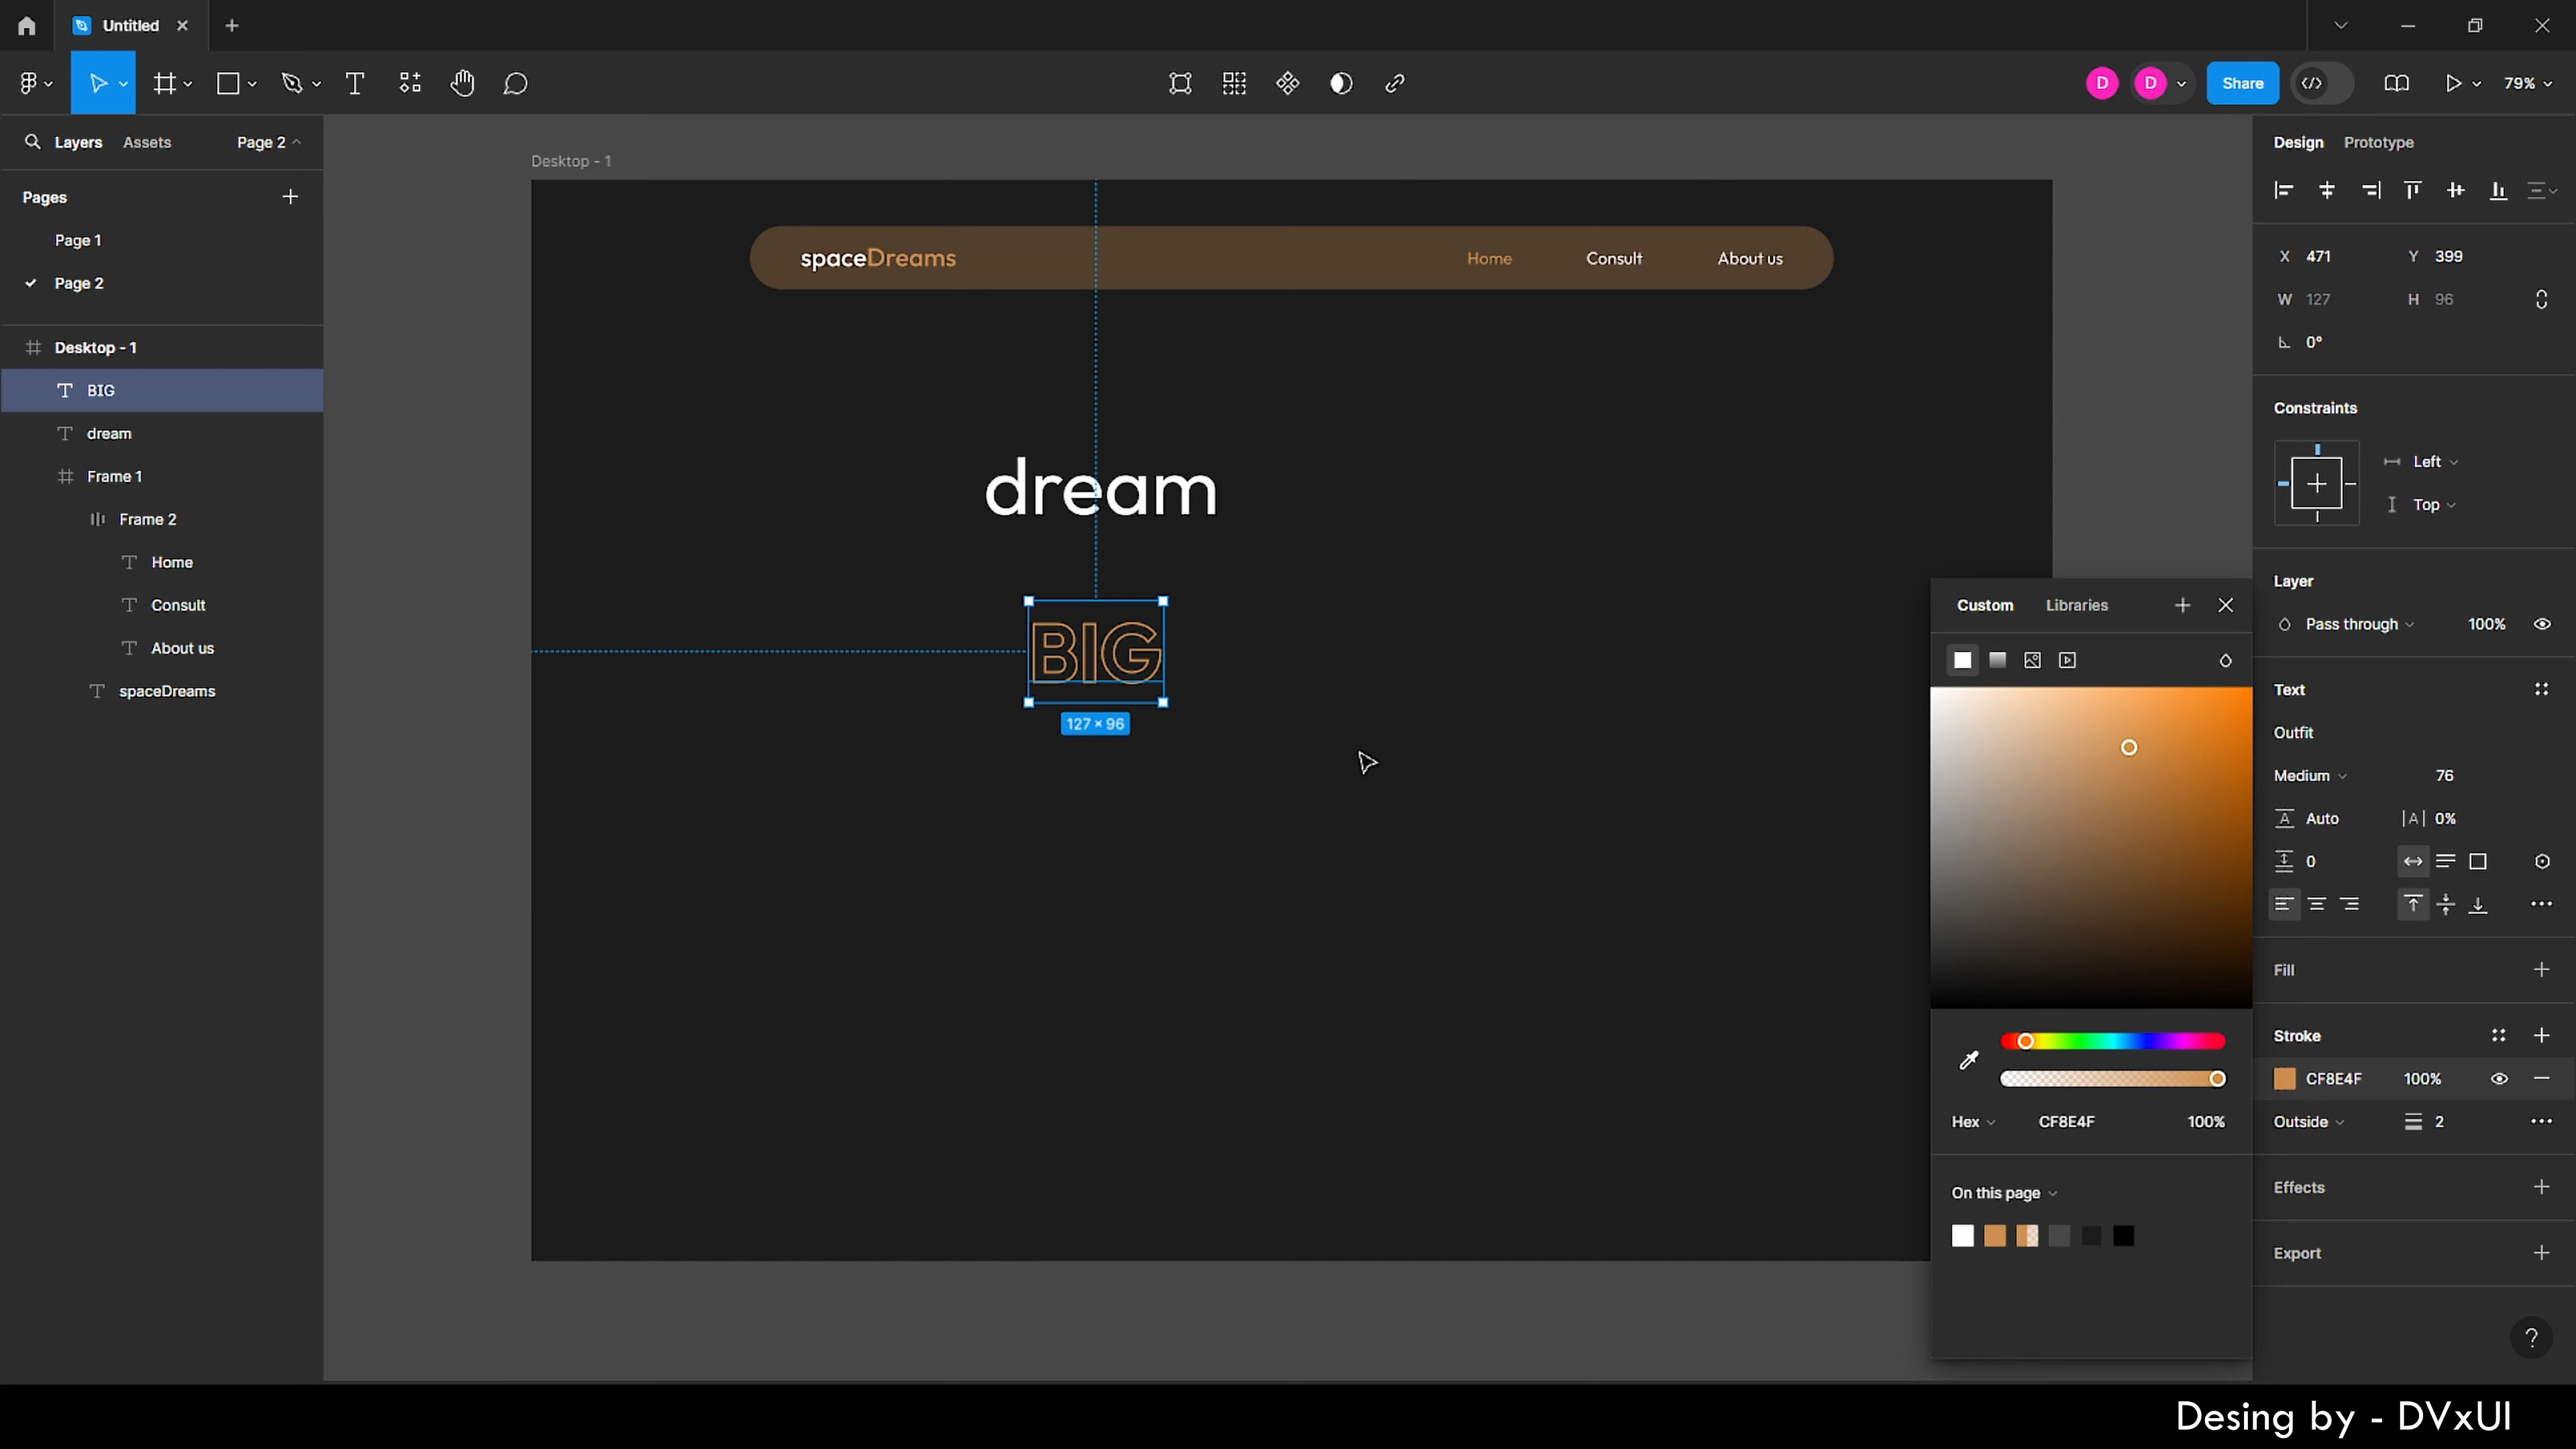 Untitled
D
D
Share
79%
Layers
Assets
Page 2
Pages
Page 1
Page 2
Desktop - 1
BIG
dream
Frame 1
Frame 2
Home
Consult
About us
spaceDreams
Desktop - 1
spaceDreams
Home
Consult
About us
dream
BIG
127 × 96
Custom
Libraries
Hex
CF8E4F
100%
On this page
Design
Prototype
X 471
Y 399
W 127
H 96
0°
Constraints
Left
Top
Layer
Pass through
100%
Text
Outfit
Medium
76
Auto
0%
0
Fill
Stroke
CF8E4F
100%
Outside
2
Effects
Export
?
Desing by - DVxUI